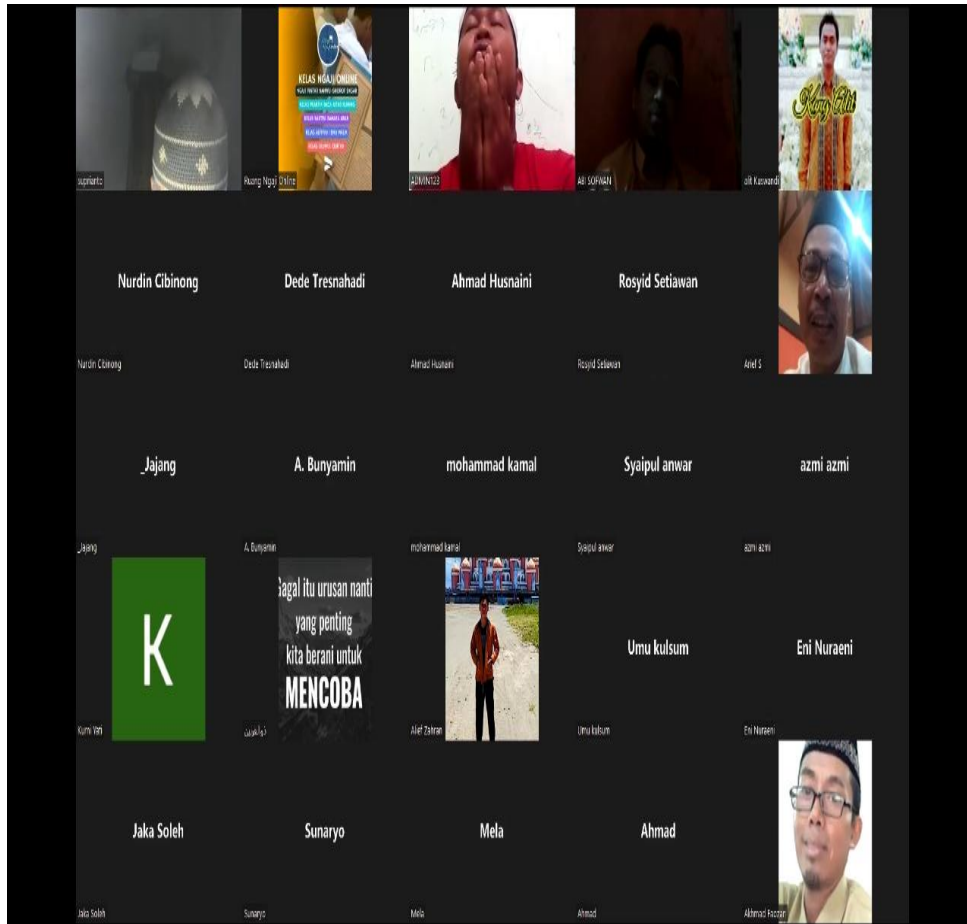 suprianto
KELAS NGAJI ONLINE
Ruang Ngaji Online
ADMIN123
ABI SOFWAN
Kang Alit
alit Kaswandi
Nurdin Cibinong
Nurdin Cibinong
Dede Tresnahadi
Dede Tresnahadi
Ahmad Husnaini
Ahmad Husnaini
Rosyid Setiawan
Rosyid Setiawan
Arief S
_Jajang
_Jajang
A. Bunyamin
A. Bunyamin
mohammad kamal
mohammad kamal
Syaipul anwar
Syaipul anwar
azmi azmi
azmi azmi
K
Kurni Yati
Gagal itu urusan nanti
yang penting
kita berani untuk
MENCOBA
Alief Zahran
Umu kulsum
Umu kulsum
Eni Nuraeni
Eni Nuraeni
Jaka Soleh
Jaka Soleh
Sunaryo
Sunaryo
Mela
Mela
Ahmad
Ahmad
Akhmad Faozan